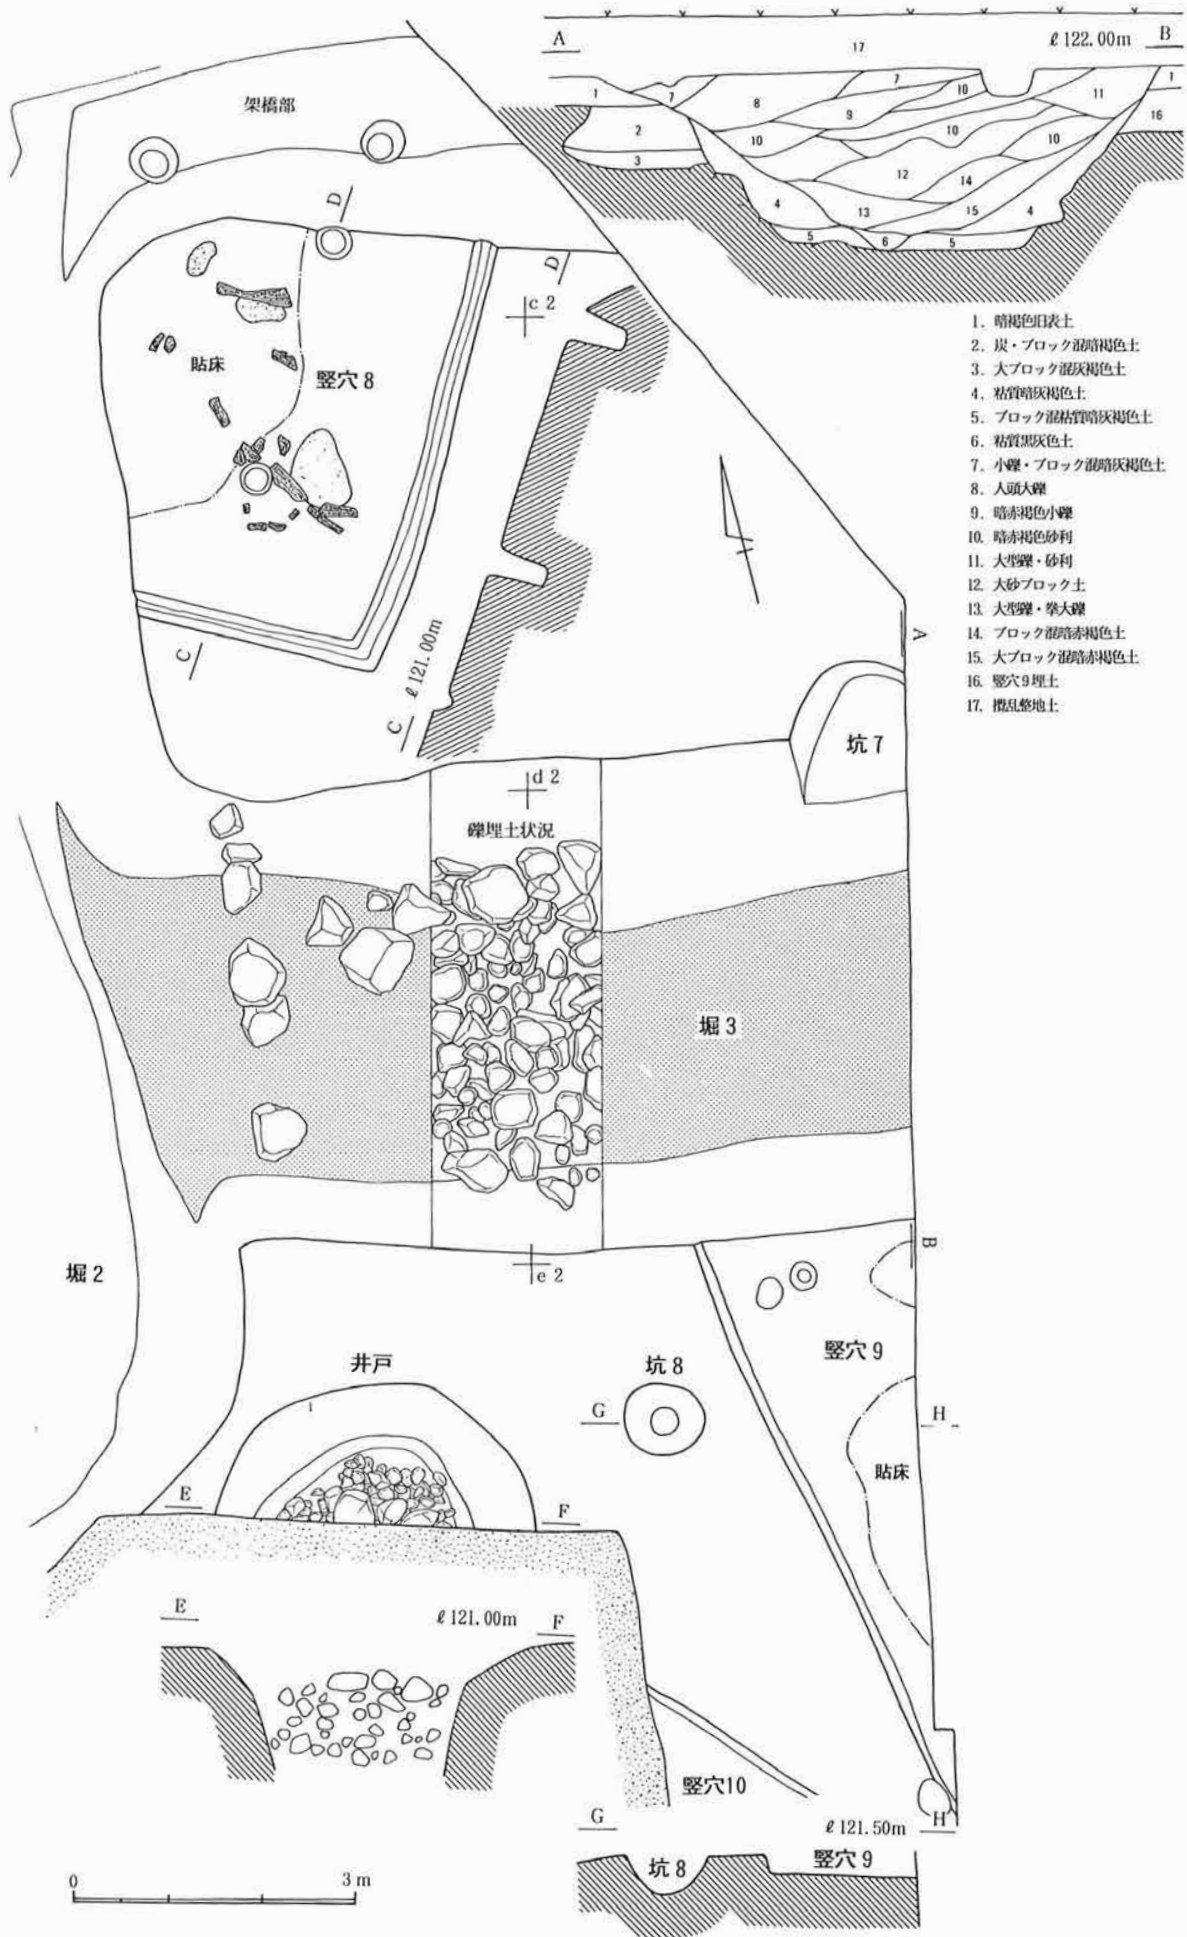 A
17
ℓ 122.00m
B
1
7
8
7
9
10
10
10
11
1
16
2
3
10
12
14
10
4
13
15
4
5
6
5
架橋部
D
D
c 2
貼床
竪穴 8
1. 暗褐色旧表土
2. 炭・ブロック混暗褐色土
3. 大ブロック混灰褐色土
4. 粘質暗灰褐色土
5. ブロック混粘質暗灰褐色土
6. 粘質黒灰色土
7. 小礫・ブロック混暗灰褐色土
8. 人頭大礫
9. 暗赤褐色小礫
10. 暗赤褐色砂利
11. 大型礫・砂利
12. 大砂ブロック土
13. 大型礫・拳大礫
14. ブロック混暗赤褐色土
15. 大ブロック混暗赤褐色土
16. 竪穴9埋土
17. 攪乱整地土
C
C
ℓ 121.00m
A
坑 7
d 2
礫埋土状況
堀 3
堀 2
e 2
B
竪穴 9
井戸
坑 8
G
H
貼床
E
F
E
ℓ 121.00m
F
竪穴10
G
ℓ 121.50m
H
坑 8
竪穴 9
0
3 m